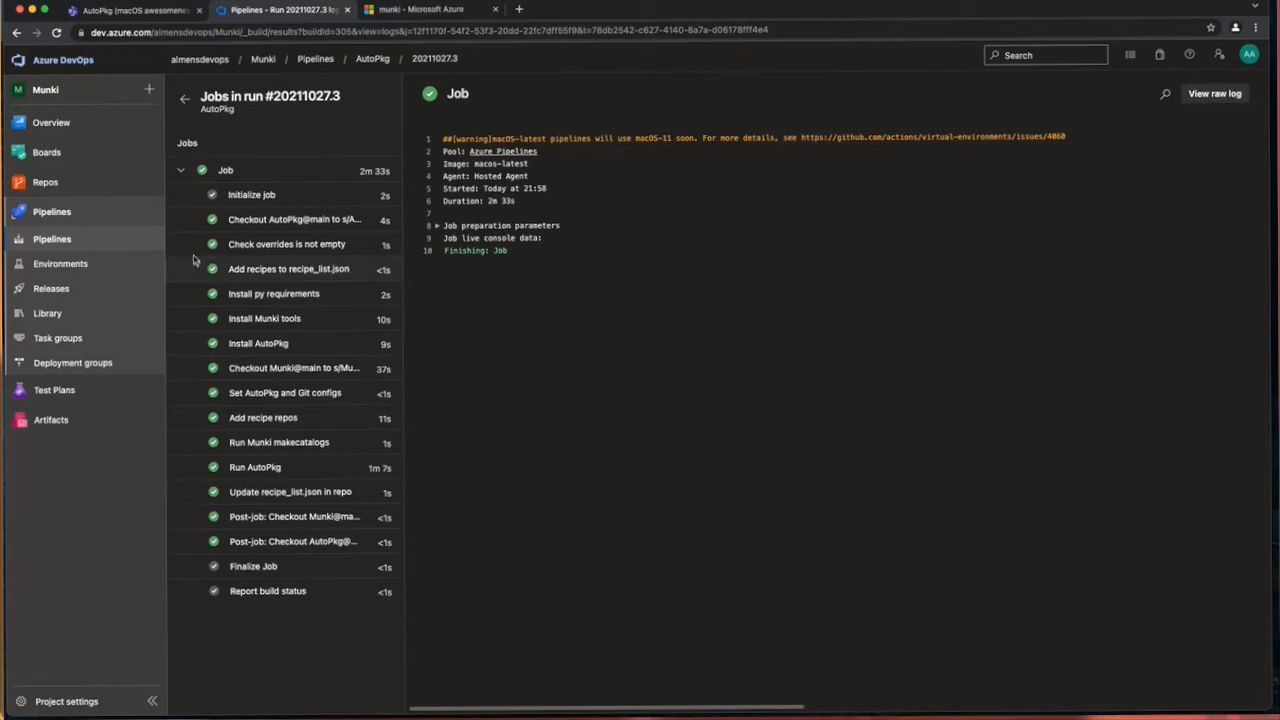 AutoPkg (macOS awesomenes
Pipelines - Run 20211027.3 log
munki - Microsoft Azure
dev.azure.com/almensdevops/Munki/_build/results?buildId=305&view=logs&j=12f1170f-54f2-53f3-20dd-22fc7dff55f9&t=78db2542-c627-4140-8a7a-d06178fff4e4
Azure DevOps
almensdevops / Munki / Pipelines / AutoPkg / 20211027.3
Search
AA
M Munki
Overview
Boards
Repos
Pipelines
Pipelines
Environments
Releases
Library
Task groups
Deployment groups
Test Plans
Artifacts
Project settings
Jobs in run #20211027.3
AutoPkg
Jobs
Job 2m 33s
Initialize job 2s
Checkout AutoPkg@main to s/A... 4s
Check overrides is not empty 1s
Add recipes to recipe_list.json <1s
Install py requirements 2s
Install Munki tools 10s
Install AutoPkg 9s
Checkout Munki@main to s/Mu... 37s
Set AutoPkg and Git configs <1s
Add recipe repos 11s
Run Munki makecatalogs 1s
Run AutoPkg 1m 7s
Update recipe_list.json in repo 1s
Post-job: Checkout Munki@ma... <1s
Post-job: Checkout AutoPkg@... <1s
Finalize Job <1s
Report build status <1s
Job
View raw log
1 ##[warning]macOS-latest pipelines will use macOS-11 soon. For more details, see https://github.com/actions/virtual-environments/issues/4060
2 Pool: Azure Pipelines
3 Image: macos-latest
4 Agent: Hosted Agent
5 Started: Today at 21:58
6 Duration: 2m 33s
7
8 Job preparation parameters
9 Job live console data:
10 Finishing: Job